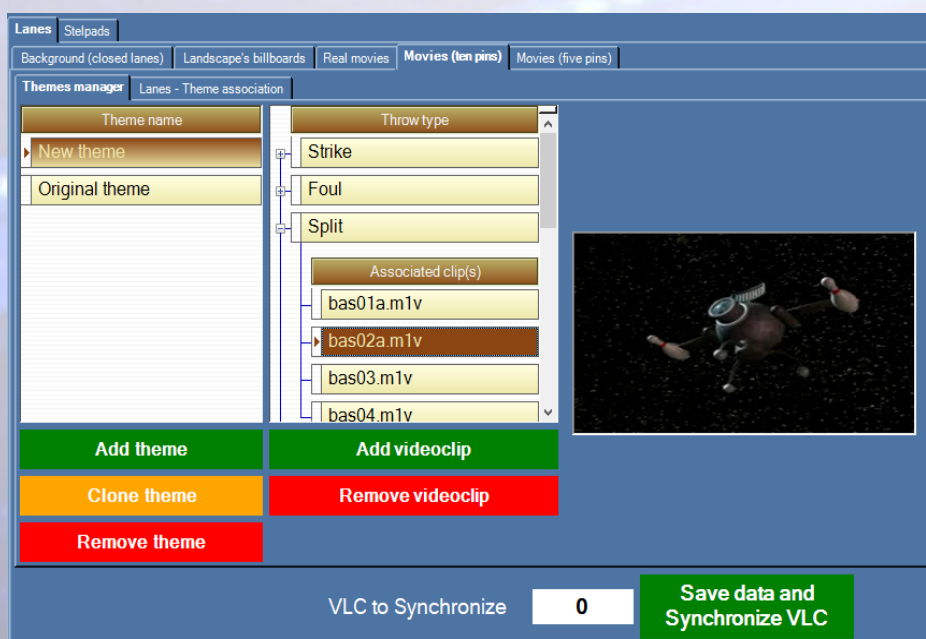 Lanes Stelpads
Background (closed lanes) Landscape's billboards Real movies Movies (ten pins) Movies (five pins)
Themes manager Lanes - Theme association
Theme name Throw type
New theme Strike
Original theme Foul
Split
Associated clip(s)
bas01a.m1v
bas02a.m1v
bas03.m1v
bas04.m1v
Add theme Add videoclip
Clone theme Remove videoclip
Remove theme
VLC to Synchronize 0 Save data and
Synchronize VLC